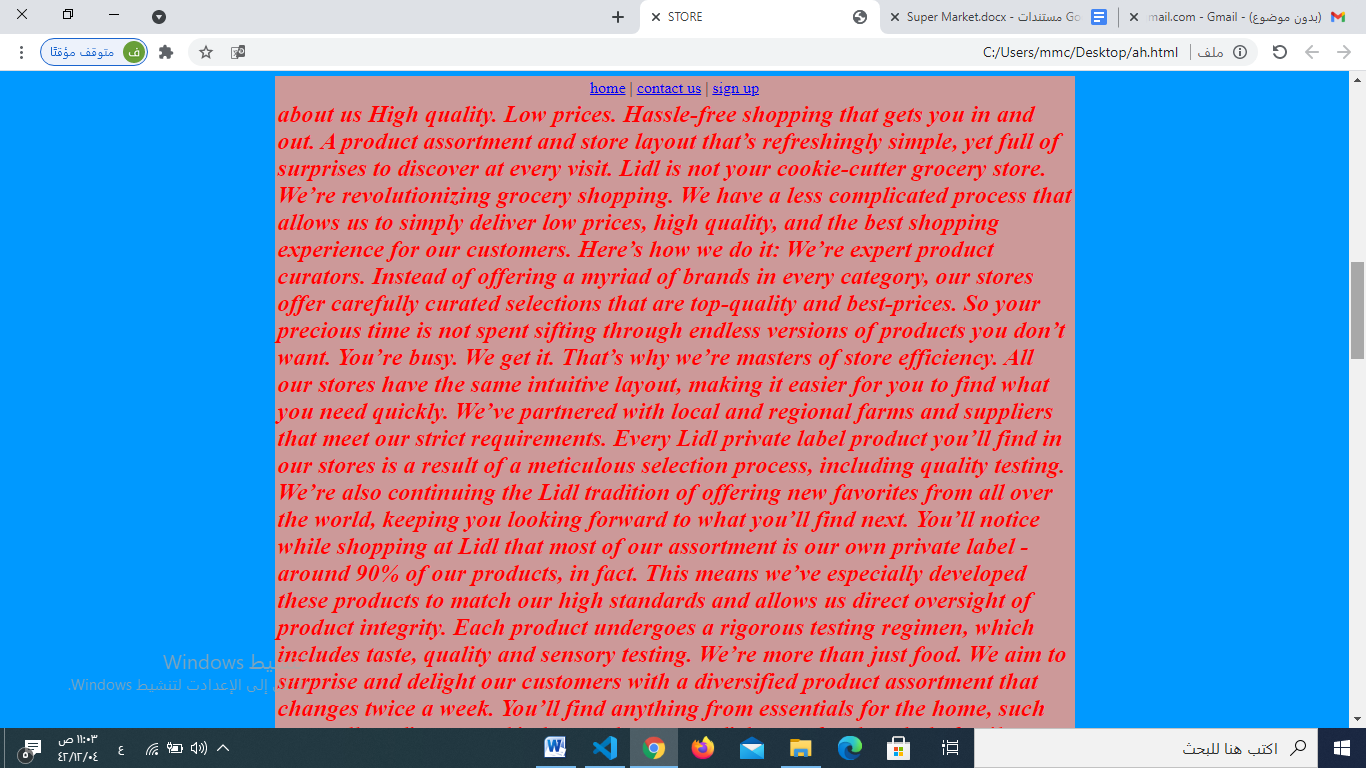 STORE
Super Market.docx - مستندات Go
(بدون موضوع) - mail.com - Gmail
متوقف مؤقتًا
ف
C:/Users/mmc/Desktop/ah.html
ملف
home | contact us | sign up
about us High quality. Low prices. Hassle-free shopping that gets you in and
out. A product assortment and store layout that’s refreshingly simple, yet full of
surprises to discover at every visit. Lidl is not your cookie-cutter grocery store.
We’re revolutionizing grocery shopping. We have a less complicated process that
allows us to simply deliver low prices, high quality, and the best shopping
experience for our customers. Here’s how we do it: We’re expert product
curators. Instead of offering a myriad of brands in every category, our stores
offer carefully curated selections that are top-quality and best-prices. So your
precious time is not spent sifting through endless versions of products you don’t
want. You’re busy. We get it. That’s why we’re masters of store efficiency. All
our stores have the same intuitive layout, making it easier for you to find what
you need quickly. We’ve partnered with local and regional farms and suppliers
that meet our strict requirements. Every Lidl private label product you’ll find in
our stores is a result of a meticulous selection process, including quality testing.
We’re also continuing the Lidl tradition of offering new favorites from all over
the world, keeping you looking forward to what you’ll find next. You’ll notice
while shopping at Lidl that most of our assortment is our own private label -
around 90% of our products, in fact. This means we’ve especially developed
these products to match our high standards and allows us direct oversight of
product integrity. Each product undergoes a rigorous testing regimen, which
includes taste, quality and sensory testing. We’re more than just food. We aim to
surprise and delight our customers with a diversified product assortment that
changes twice a week. You’ll find anything from essentials for the home, such
يط Windows
إلى الإعدادت لتنشيط Windows.
١١:٠٣ ص
٤٢/١٢/٠٤
ع
٥
اكتب هنا للبحث